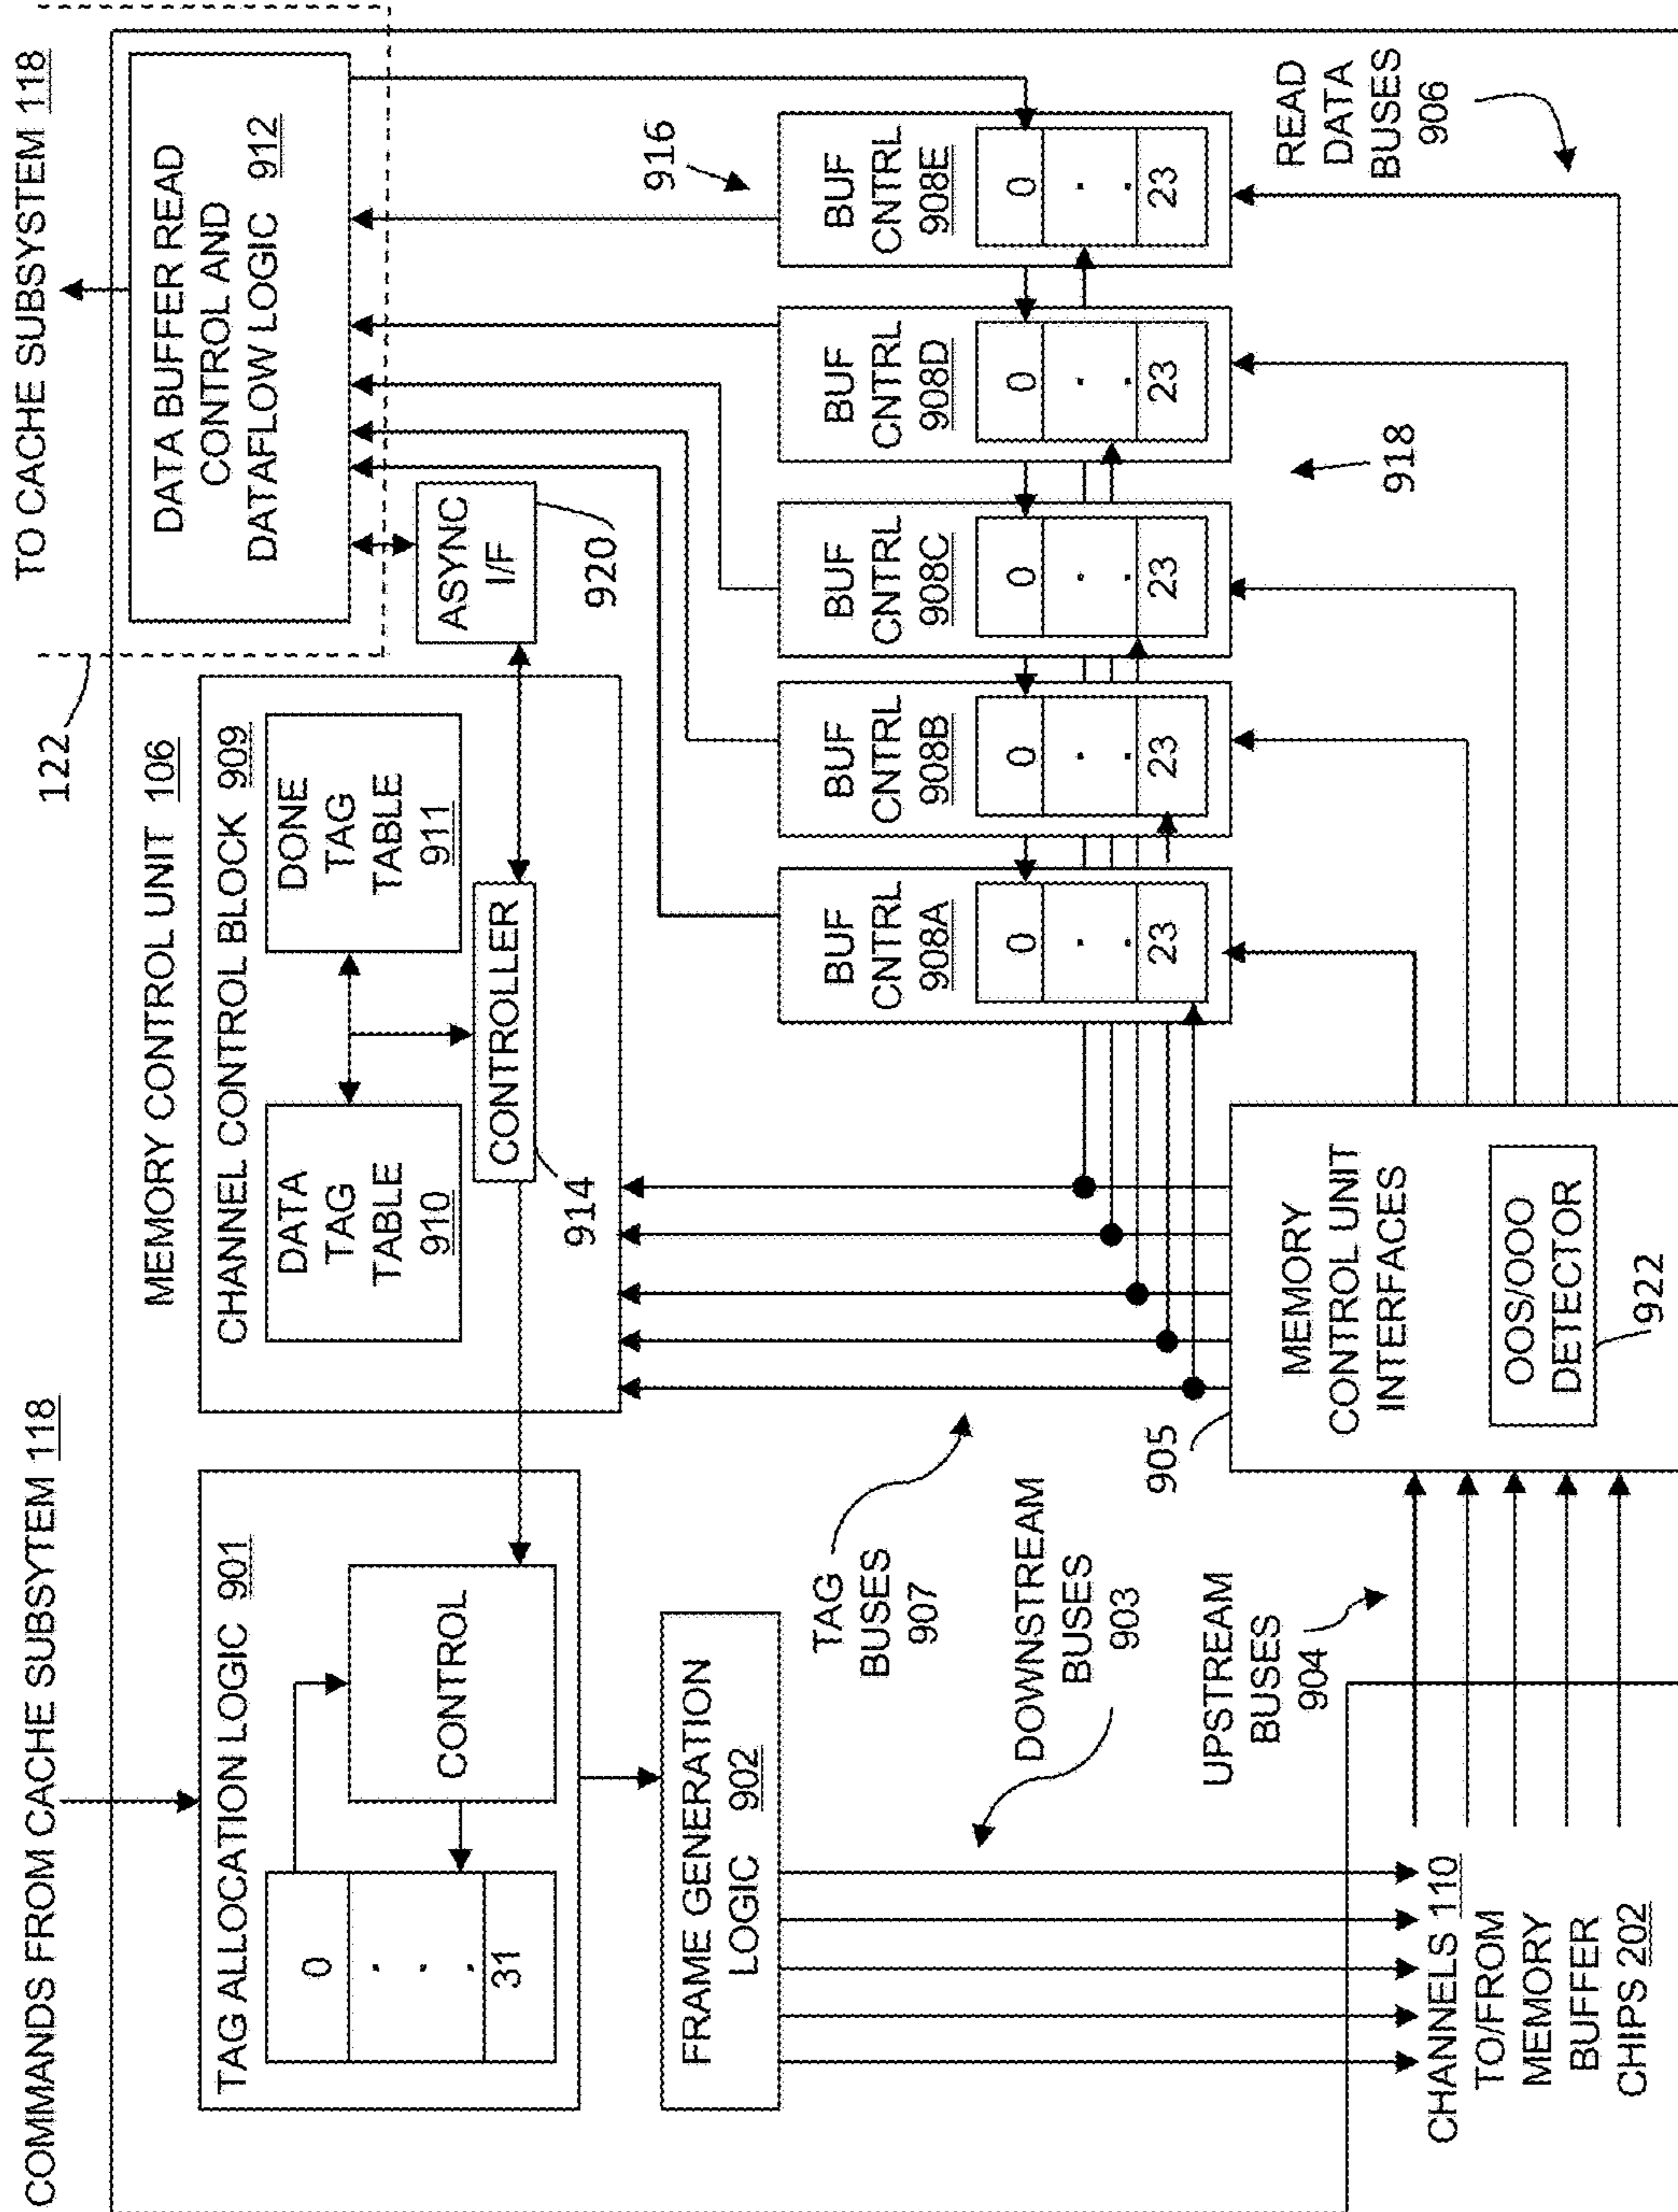 COMMANDS FROM CACHE SUBSYTEM 118
TO CACHE SUBSYSTEM 118
122
MEMORY CONTROL UNIT 106
TAG ALLOCATION LOGIC 901
0
.
.
.
31
CONTROL
FRAME GENERATION
LOGIC 902
CHANNEL CONTROL BLOCK 909
DATA
TAG
TABLE
910
DONE
TAG
TABLE
911
CONTROLLER
914
DATA BUFFER READ
CONTROL AND
DATAFLOW LOGIC 912
ASYNC
I/F
920
916
BUF
CNTRL
908A
0
.
.
23
BUF
CNTRL
908B
0
.
.
23
BUF
CNTRL
908C
0
.
.
23
BUF
CNTRL
908D
0
.
.
23
BUF
CNTRL
908E
0
.
.
23
918
TAG
BUSES
907
DOWNSTREAM
BUSES
903
UPSTREAM
BUSES
904
905
MEMORY
CONTROL UNIT
INTERFACES
OOS/OOO
DETECTOR
922
READ
DATA
BUSES
906
CHANNELS 110
TO/FROM
MEMORY
BUFFER
CHIPS 202